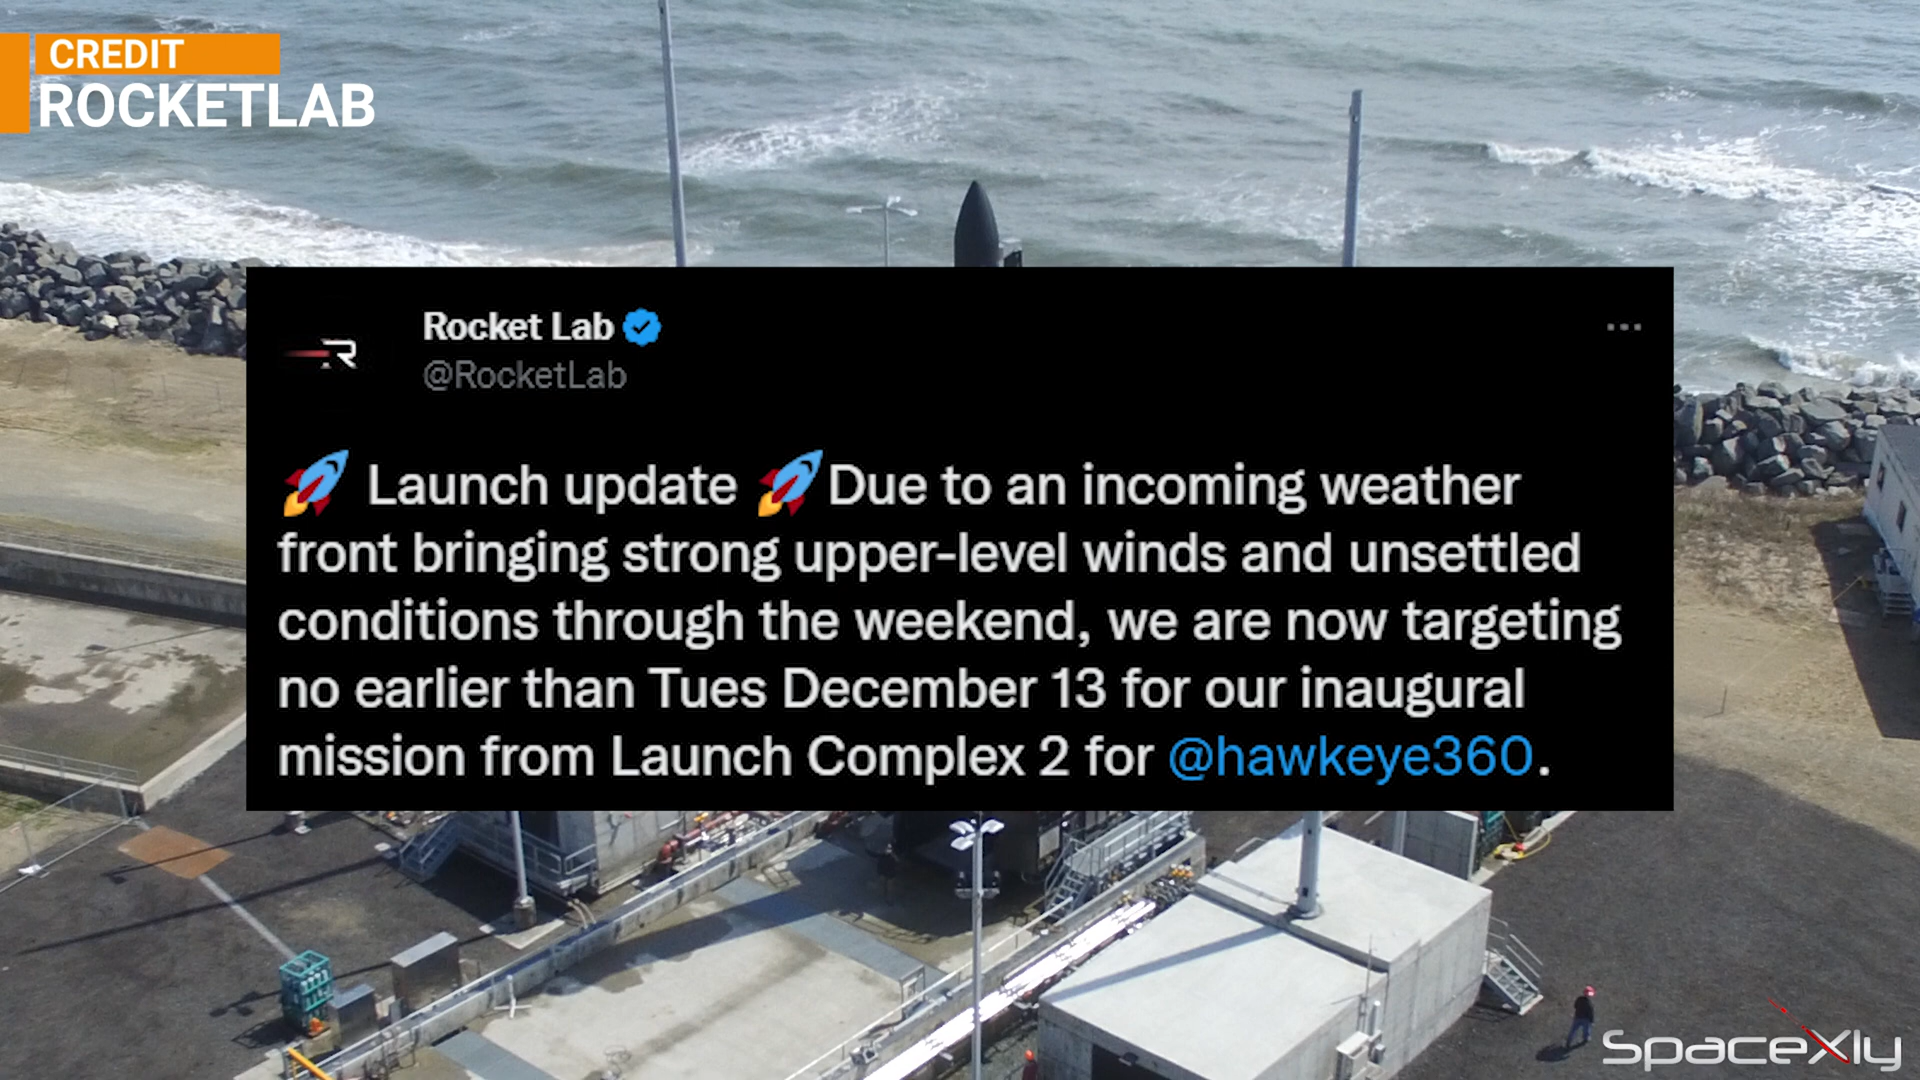 CREDIT
ROCKETLAB
Rocket Lab
@RocketLab
🚀 Launch update 🚀Due to an incoming weather
front bringing strong upper-level winds and unsettled
conditions through the weekend, we are now targeting
no earlier than Tues December 13 for our inaugural
mission from Launch Complex 2 for @hawkeye360.
SpaceXly